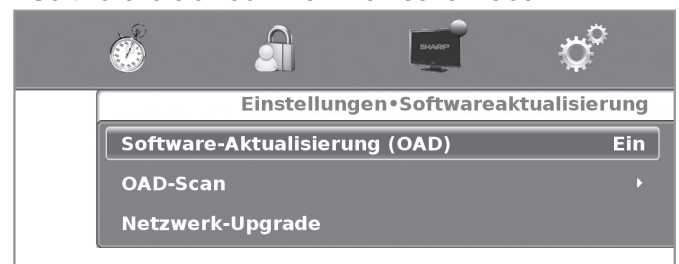 SHARP
Einstellungen•Softwareaktualisierung
Software-Aktualisierung (OAD) Ein
OAD-Scan
Netzwerk-Upgrade